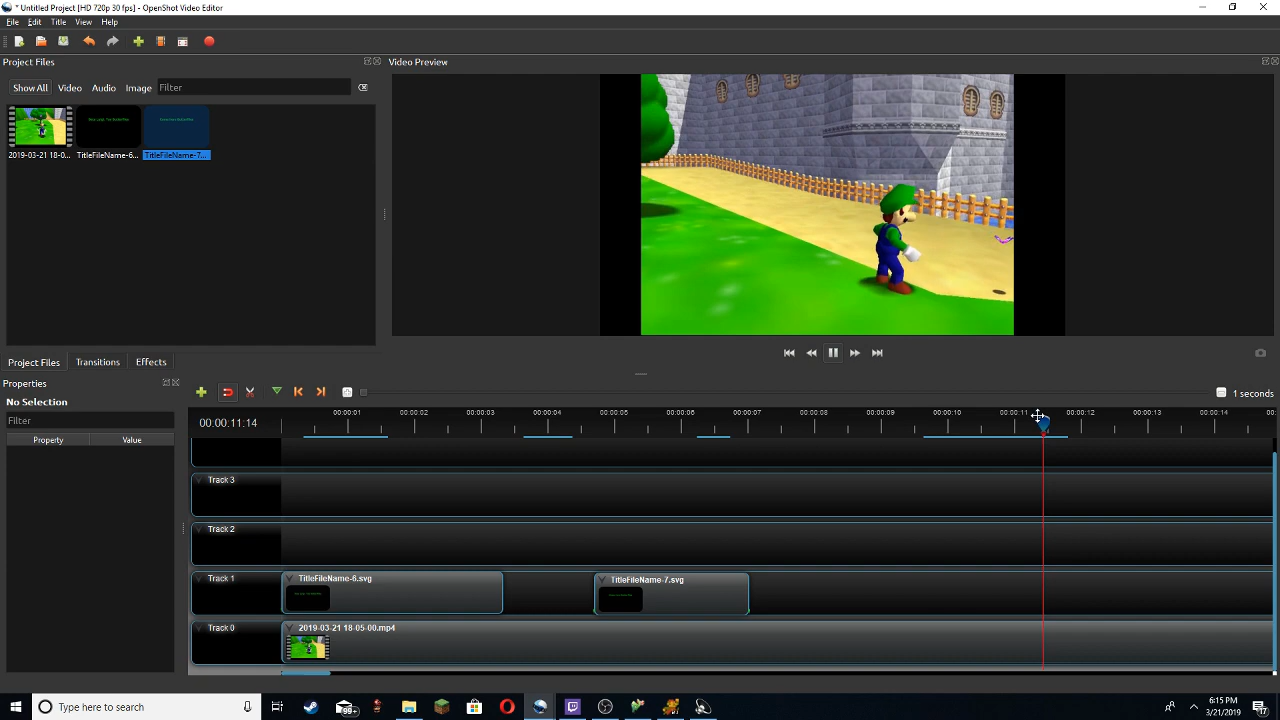 * Untitled Project [HD 720p 30 fps] - OpenShot Video Editor
File Edit Title View Help
Project Files
Video Preview
Show All Video Audio Image Filter
2019-03-21 18-0... TitleFileName-6... TitleFileName-7...
Project Files Transitions Effects
Properties
No Selection
Filter
Property Value
1 seconds
00:00:11:14
00:00:01 00:00:02 00:00:03 00:00:04 00:00:05 00:00:06 00:00:07 00:00:08 00:00:09 00:00:10 00:00:11 00:00:12 00:00:13 00:00:14
Track 3
Track 2
Track 1
TitleFileName-6.svg
TitleFileName-7.svg
Track 0
2019-03-21 18-05-00.mp4
Type here to search
99+
6:15 PM
3/21/2019
17